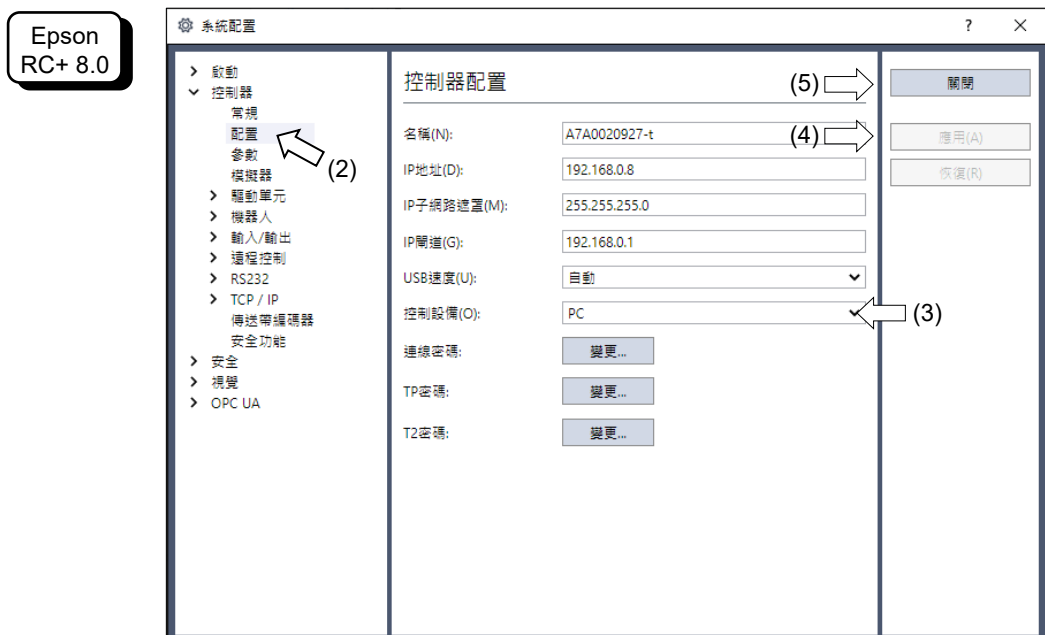 Epson
RC+ 8.0
系統配置
?
啟動
控制器
常規
配置
(2)
參數
模擬器
驅動單元
機器人
輸入/輸出
遠程控制
RS232
TCP / IP
傳送帶編碼器
安全功能
安全
視覺
OPC UA
控制器配置
名稱(N): A7A0020927-t
IP地址(D): 192.168.0.8
IP子網路遮罩(M): 255.255.255.0
IP閘道(G): 192.168.0.1
USB速度(U): 自動
控制設備(O): PC
(3)
連線密碼: 變更...
TP密碼: 變更...
T2密碼: 變更...
(5) 關閉
(4) 應用(A)
恢復(R)